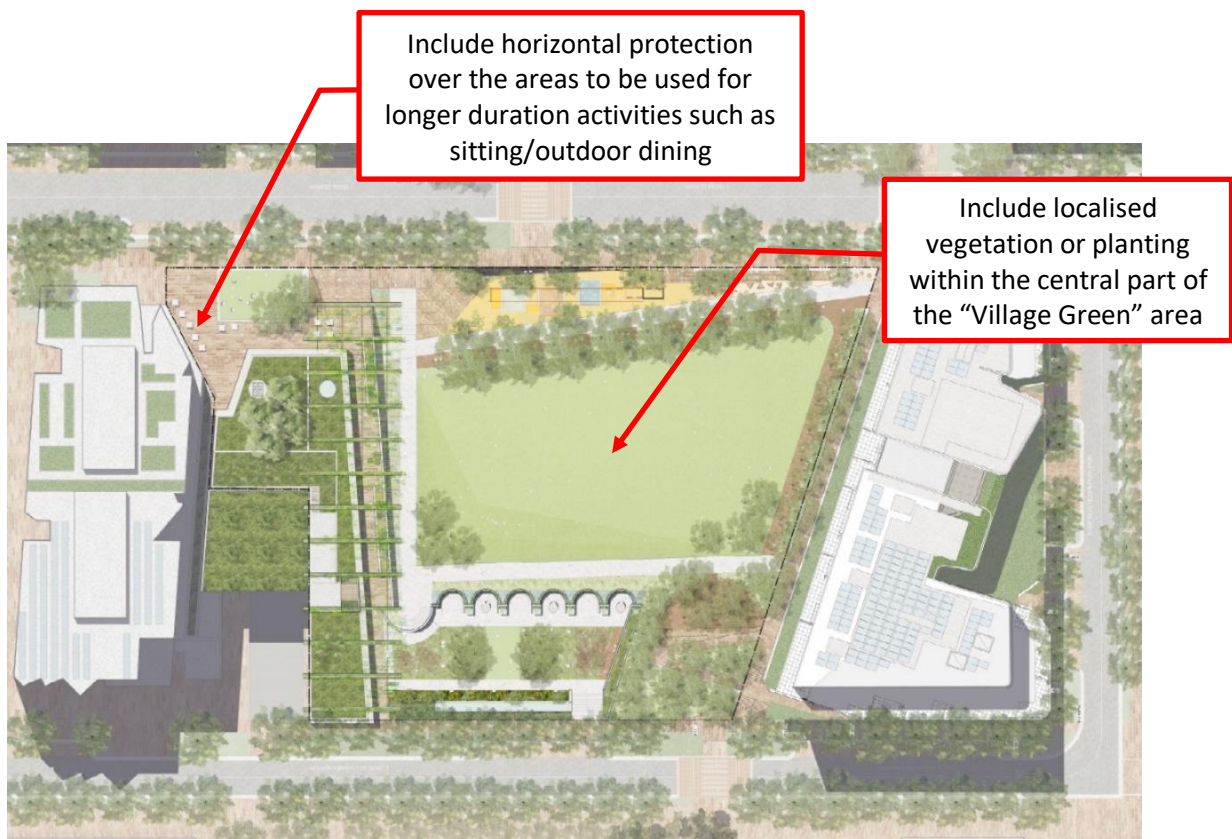 Include horizontal protection
over the areas to be used for
longer duration activities such as
sitting/outdoor dining
Include localised
vegetation or planting
within the central part of
the “Village Green” area